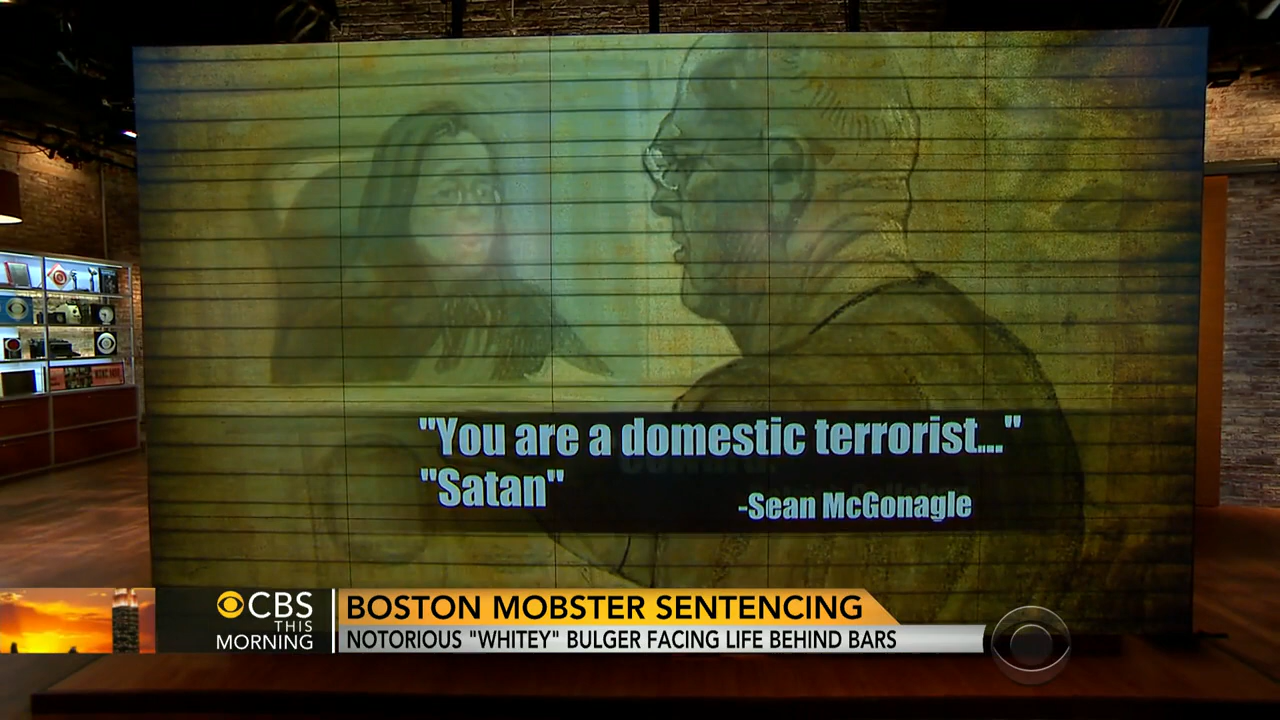 "You are a domestic terrorist..."
"Satan"
-Sean McGonagle
CBS
THIS
MORNING
BOSTON MOBSTER SENTENCING
NOTORIOUS "WHITEY" BULGER FACING LIFE BEHIND BARS